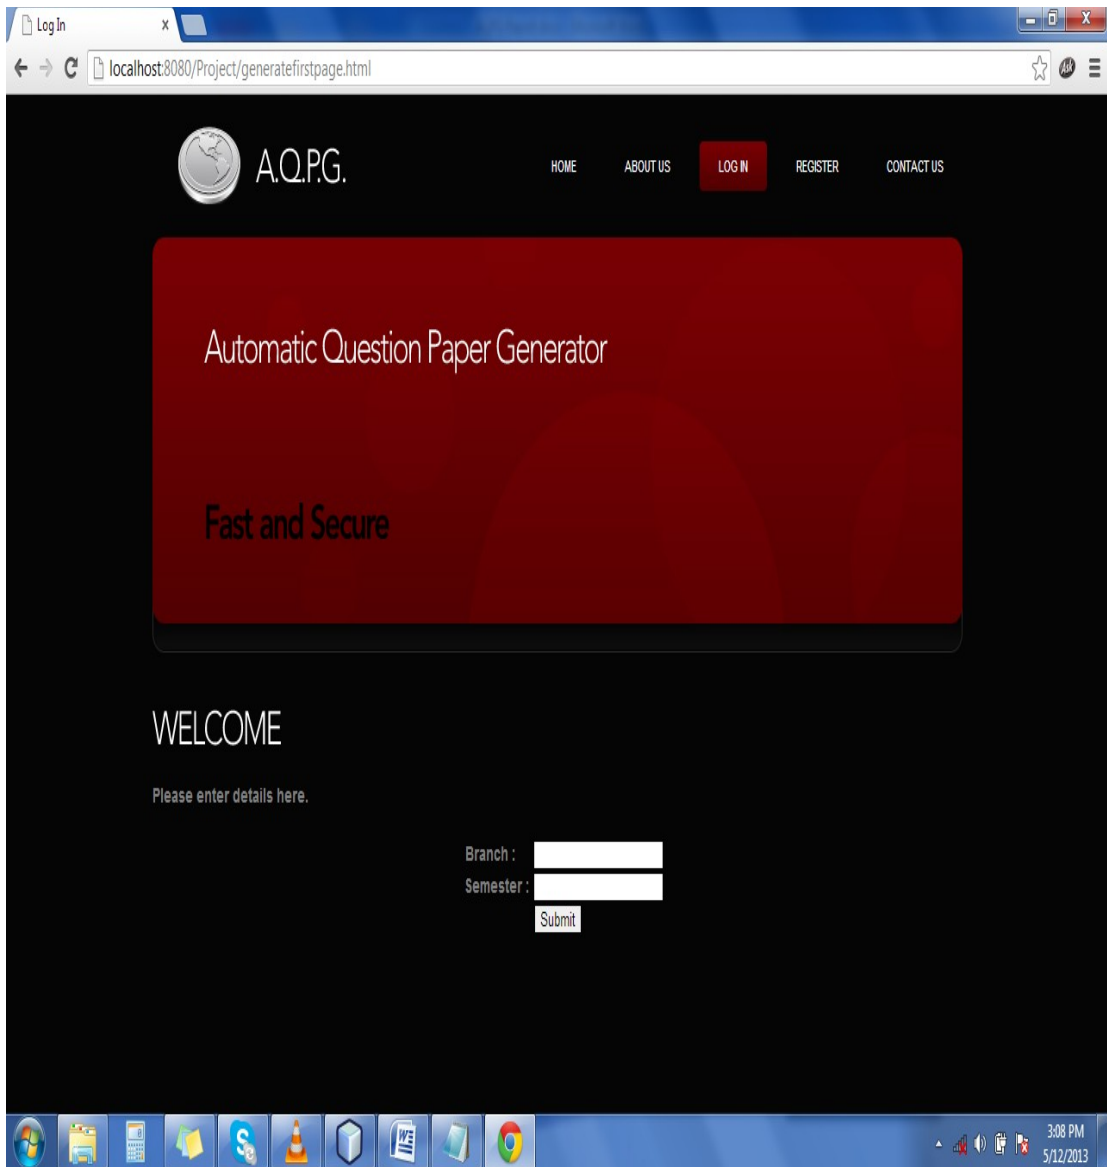 Log In
localhost:8080/Project/generatefirstpage.html
Ask
A.Q.P.G.
HOME ABOUT US LOG IN REGISTER CONTACT US
Automatic Question Paper Generator
Fast and Secure
WELCOME
Please enter details here.
Branch :
Semester :
Submit
3:08 PM
5/12/2013